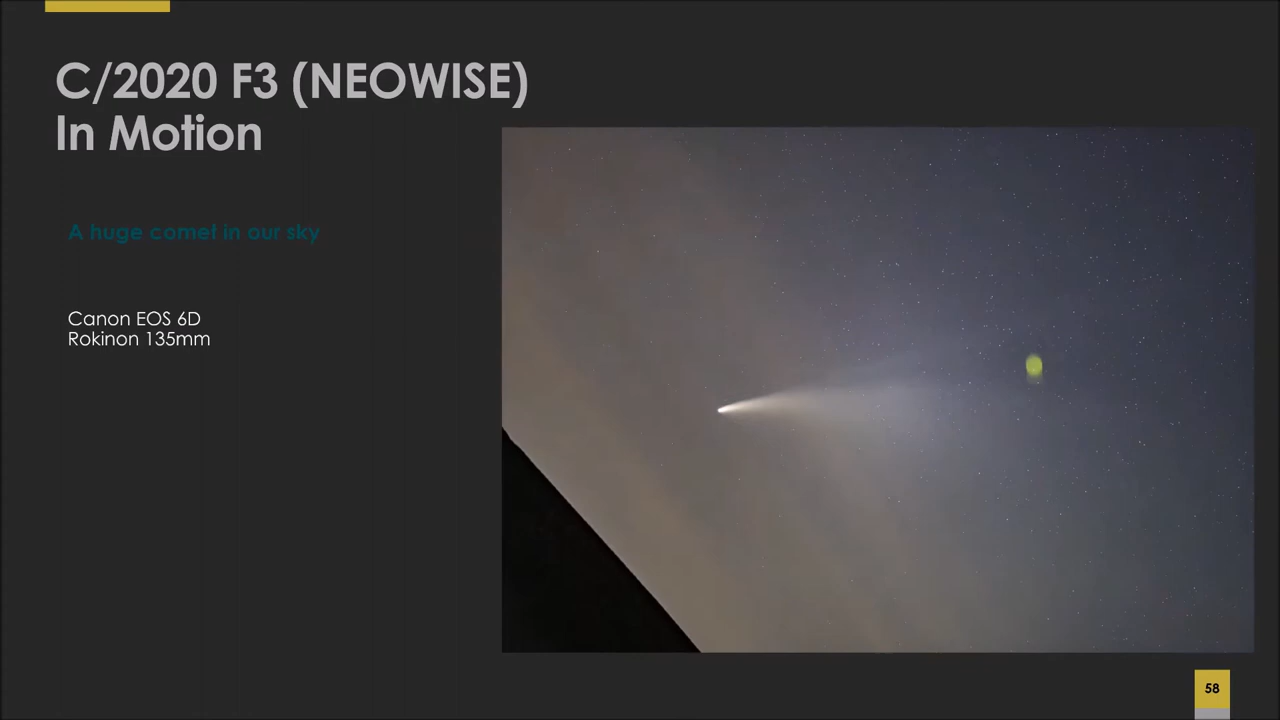 C/2020 F3 (NEOWISE)
In Motion
A huge comet in our sky
Canon EOS 6D
Rokinon 135mm
58